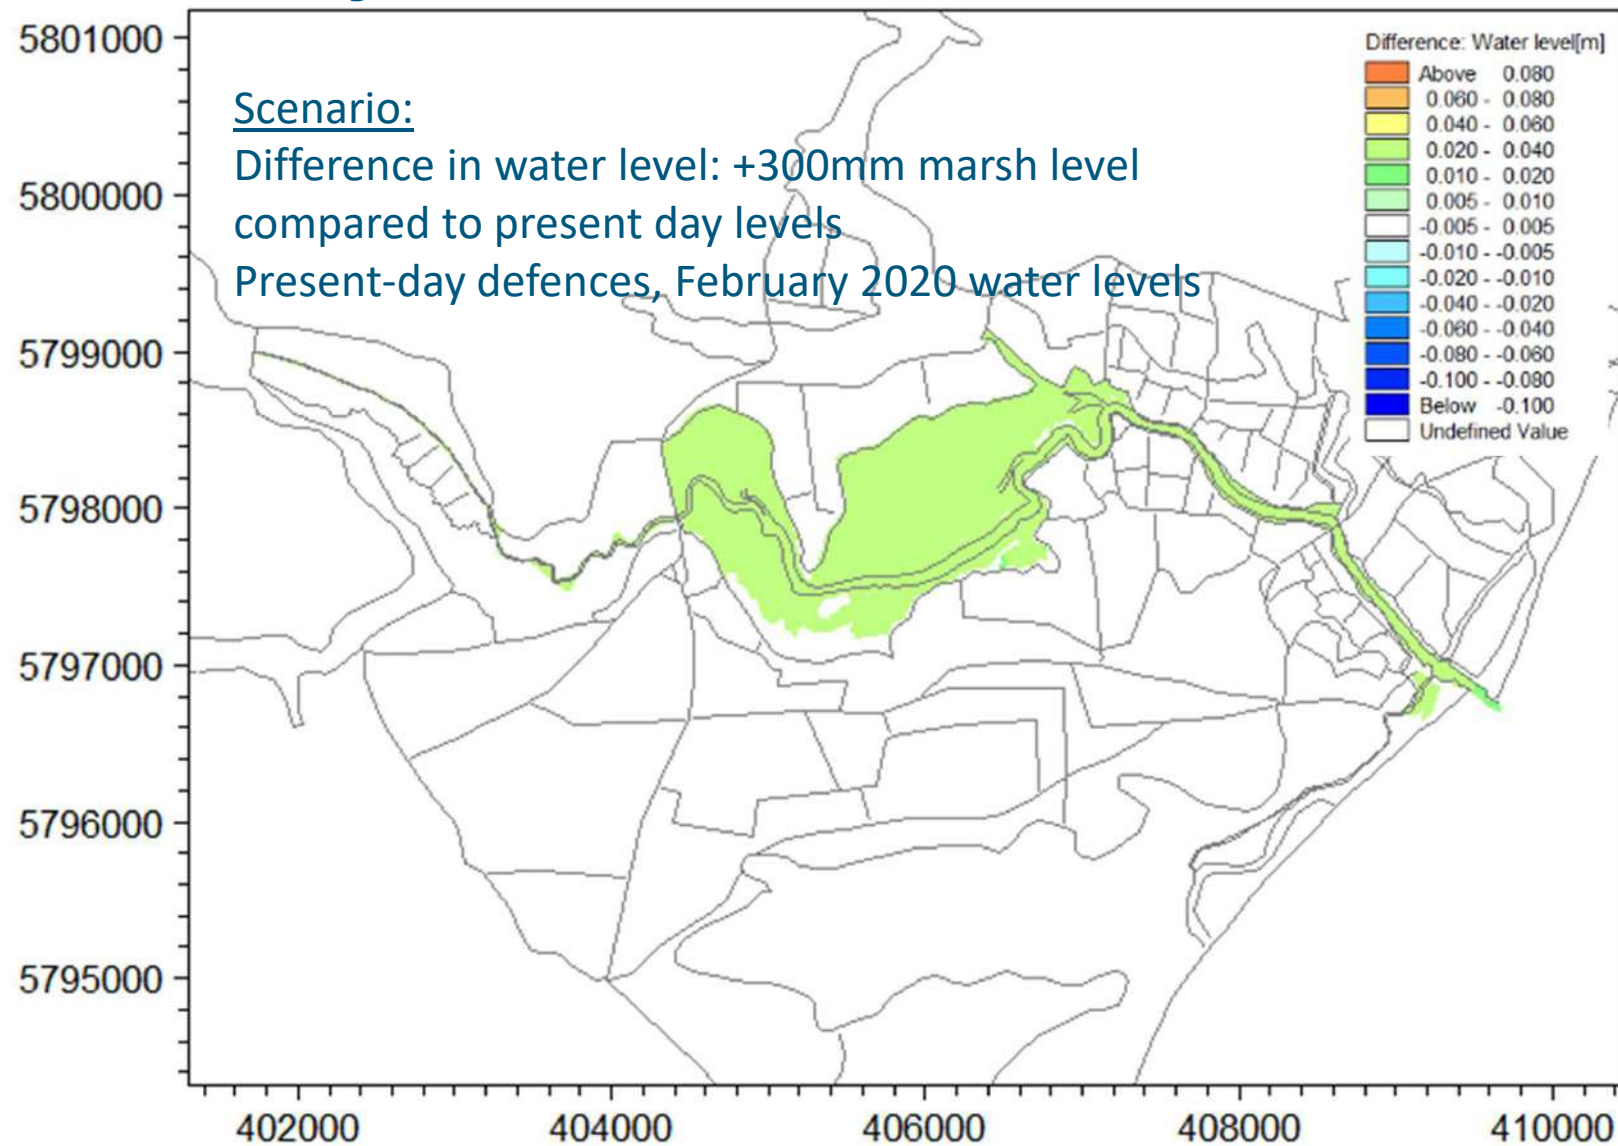 Scenario:
Difference in water level: +300mm marsh level
compared to present day levels
Present-day defences, February 2020 water levels
Difference: Water level[m]
Above 0.080
0.060 - 0.080
0.040 - 0.060
0.020 - 0.040
0.010 - 0.020
0.005 - 0.010
-0.005 - 0.005
-0.010 - -0.005
-0.020 - -0.010
-0.040 - -0.020
-0.060 - -0.040
-0.080 - -0.060
-0.100 - -0.080
Below -0.100
Undefined Value
5801000
5800000
5799000
5798000
5797000
5796000
5795000
402000
404000
406000
408000
410000